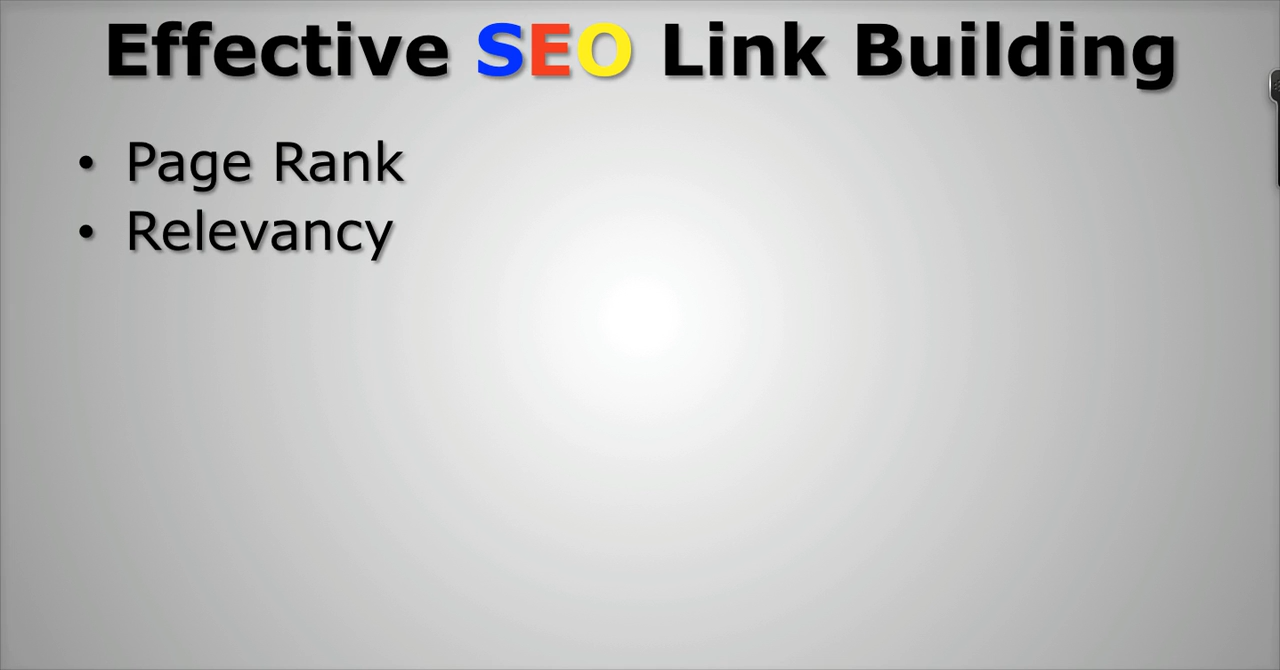 Effective SEO Link Building
• Page Rank
• Relevancy